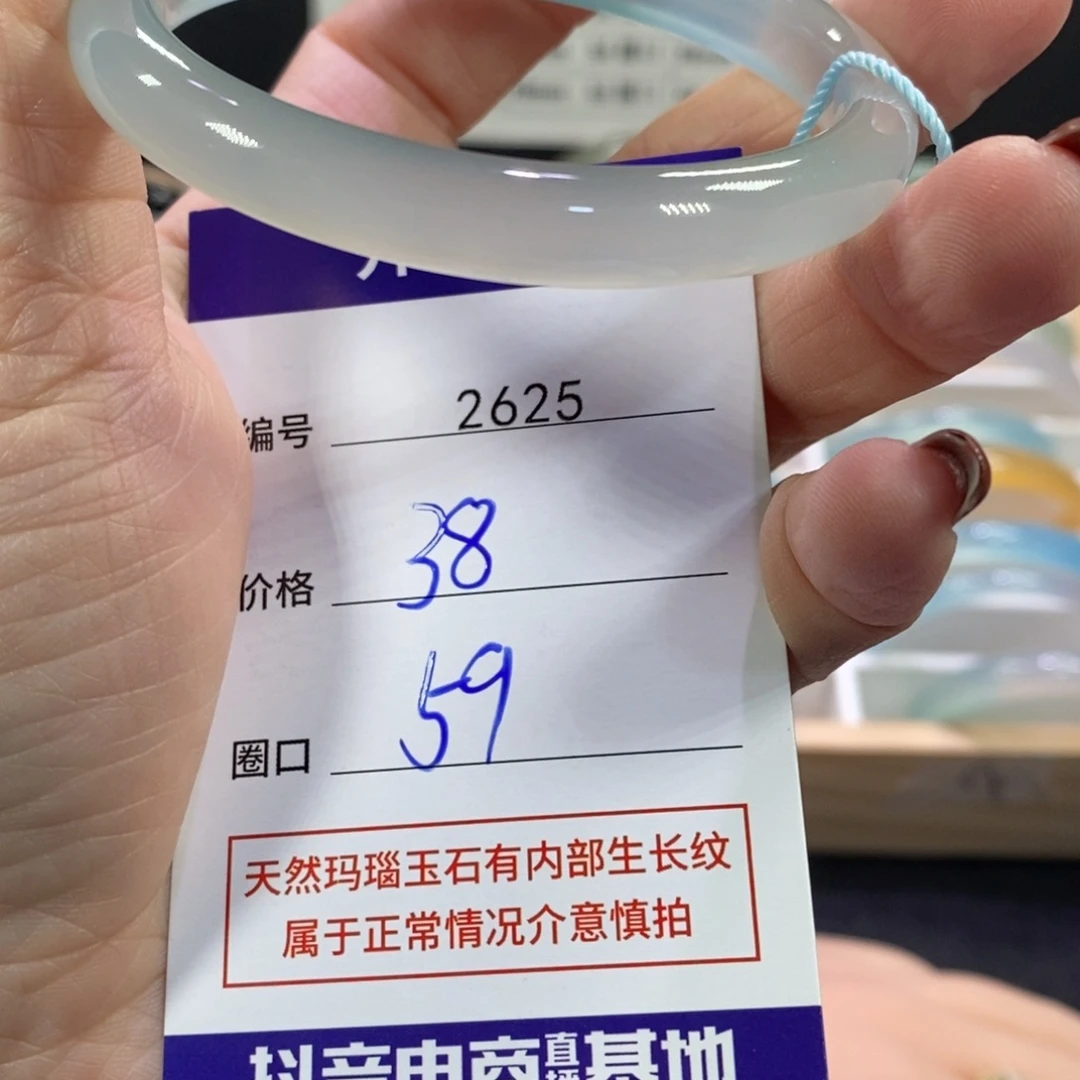 编号 2625
价格 38
圈口 59
天然玛瑙玉石有内部生长纹
属于正常情况介意慎拍
抖音电商直播基地